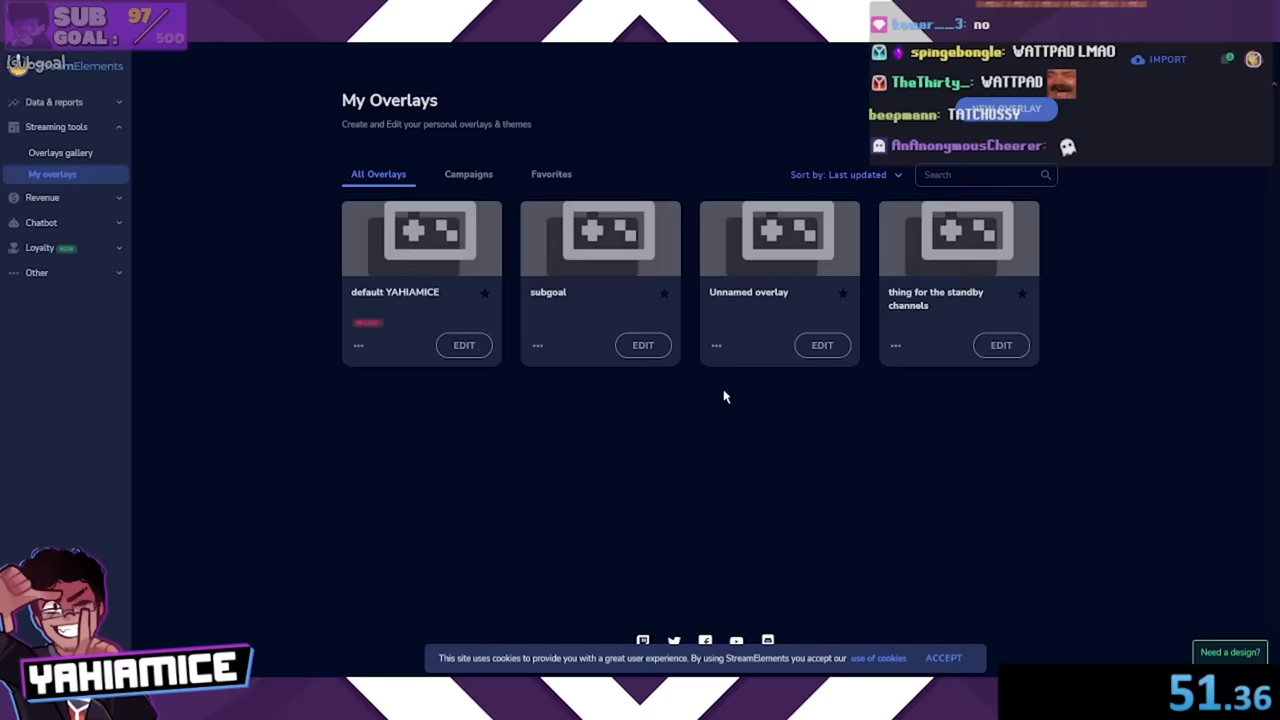 SUB 97/
GOAL: 500
!subgoal
StreamElements
Data & reports
Streaming tools
Overlays gallery
My overlays
Revenue
Chatbot
Loyalty NEW
Other
My Overlays
Create and Edit your personal overlays & themes
All Overlays Campaigns Favorites
Sort by: Last updated
Search
IMPORT
NEW OVERLAY
no
spingebongle: WATTPAD LMAO
TheThirty_: WATTPAD
beepmann: TATCHUSSY
AnAnonymousCheerer:
default YAHIAMICE
RECENT
EDIT
subgoal
EDIT
Unnamed overlay
EDIT
thing for the standby
channels
EDIT
This site uses cookies to provide you with a great user experience. By using StreamElements you accept our use of cookies ACCEPT
Need a design?
YAHIAMICE
51.36